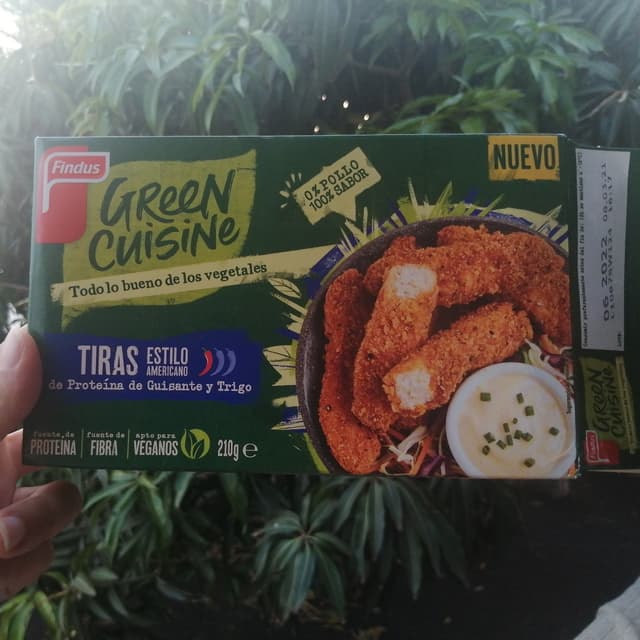 Findus
GReeN
CUiSiNe
Todo lo bueno de los vegetales
0% POLLO
100% SABOR
NUEVO
TIRAS ESTILO
AMERICANO
de Proteína de Guisante y Trigo
fuente de
PROTEÍNA
fuente de
FIBRA
apto para
VEGANOS
210g e
06 2022
GReeN
CUiSiNe
Findus